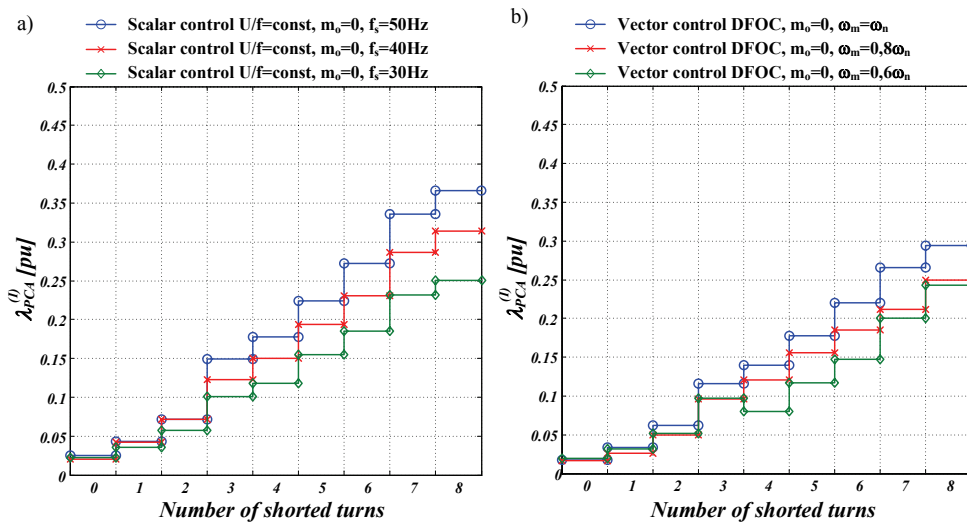 a)
Scalar control U/f=const, mₒ=0, fₛ=50Hz
Scalar control U/f=const, mₒ=0, fₛ=40Hz
Scalar control U/f=const, mₒ=0, fₛ=30Hz
0.5
0.45
0.4
0.35
0.3
0.25
0.2
0.15
0.1
0.05
0
λ_PCA^(1) [pu]
0 1 2 3 4 5 6 7 8
Number of shorted turns
b)
Vector control DFOC, mₒ=0, ωₘ=ωₙ
Vector control DFOC, mₒ=0, ωₘ=0,8ωₙ
Vector control DFOC, mₒ=0, ωₘ=0,6ωₙ
0.5
0.45
0.4
0.35
0.3
0.25
0.2
0.15
0.1
0.05
0
λ_PCA^(1) [pu]
0 1 2 3 4 5 6 7 8
Number of shorted turns